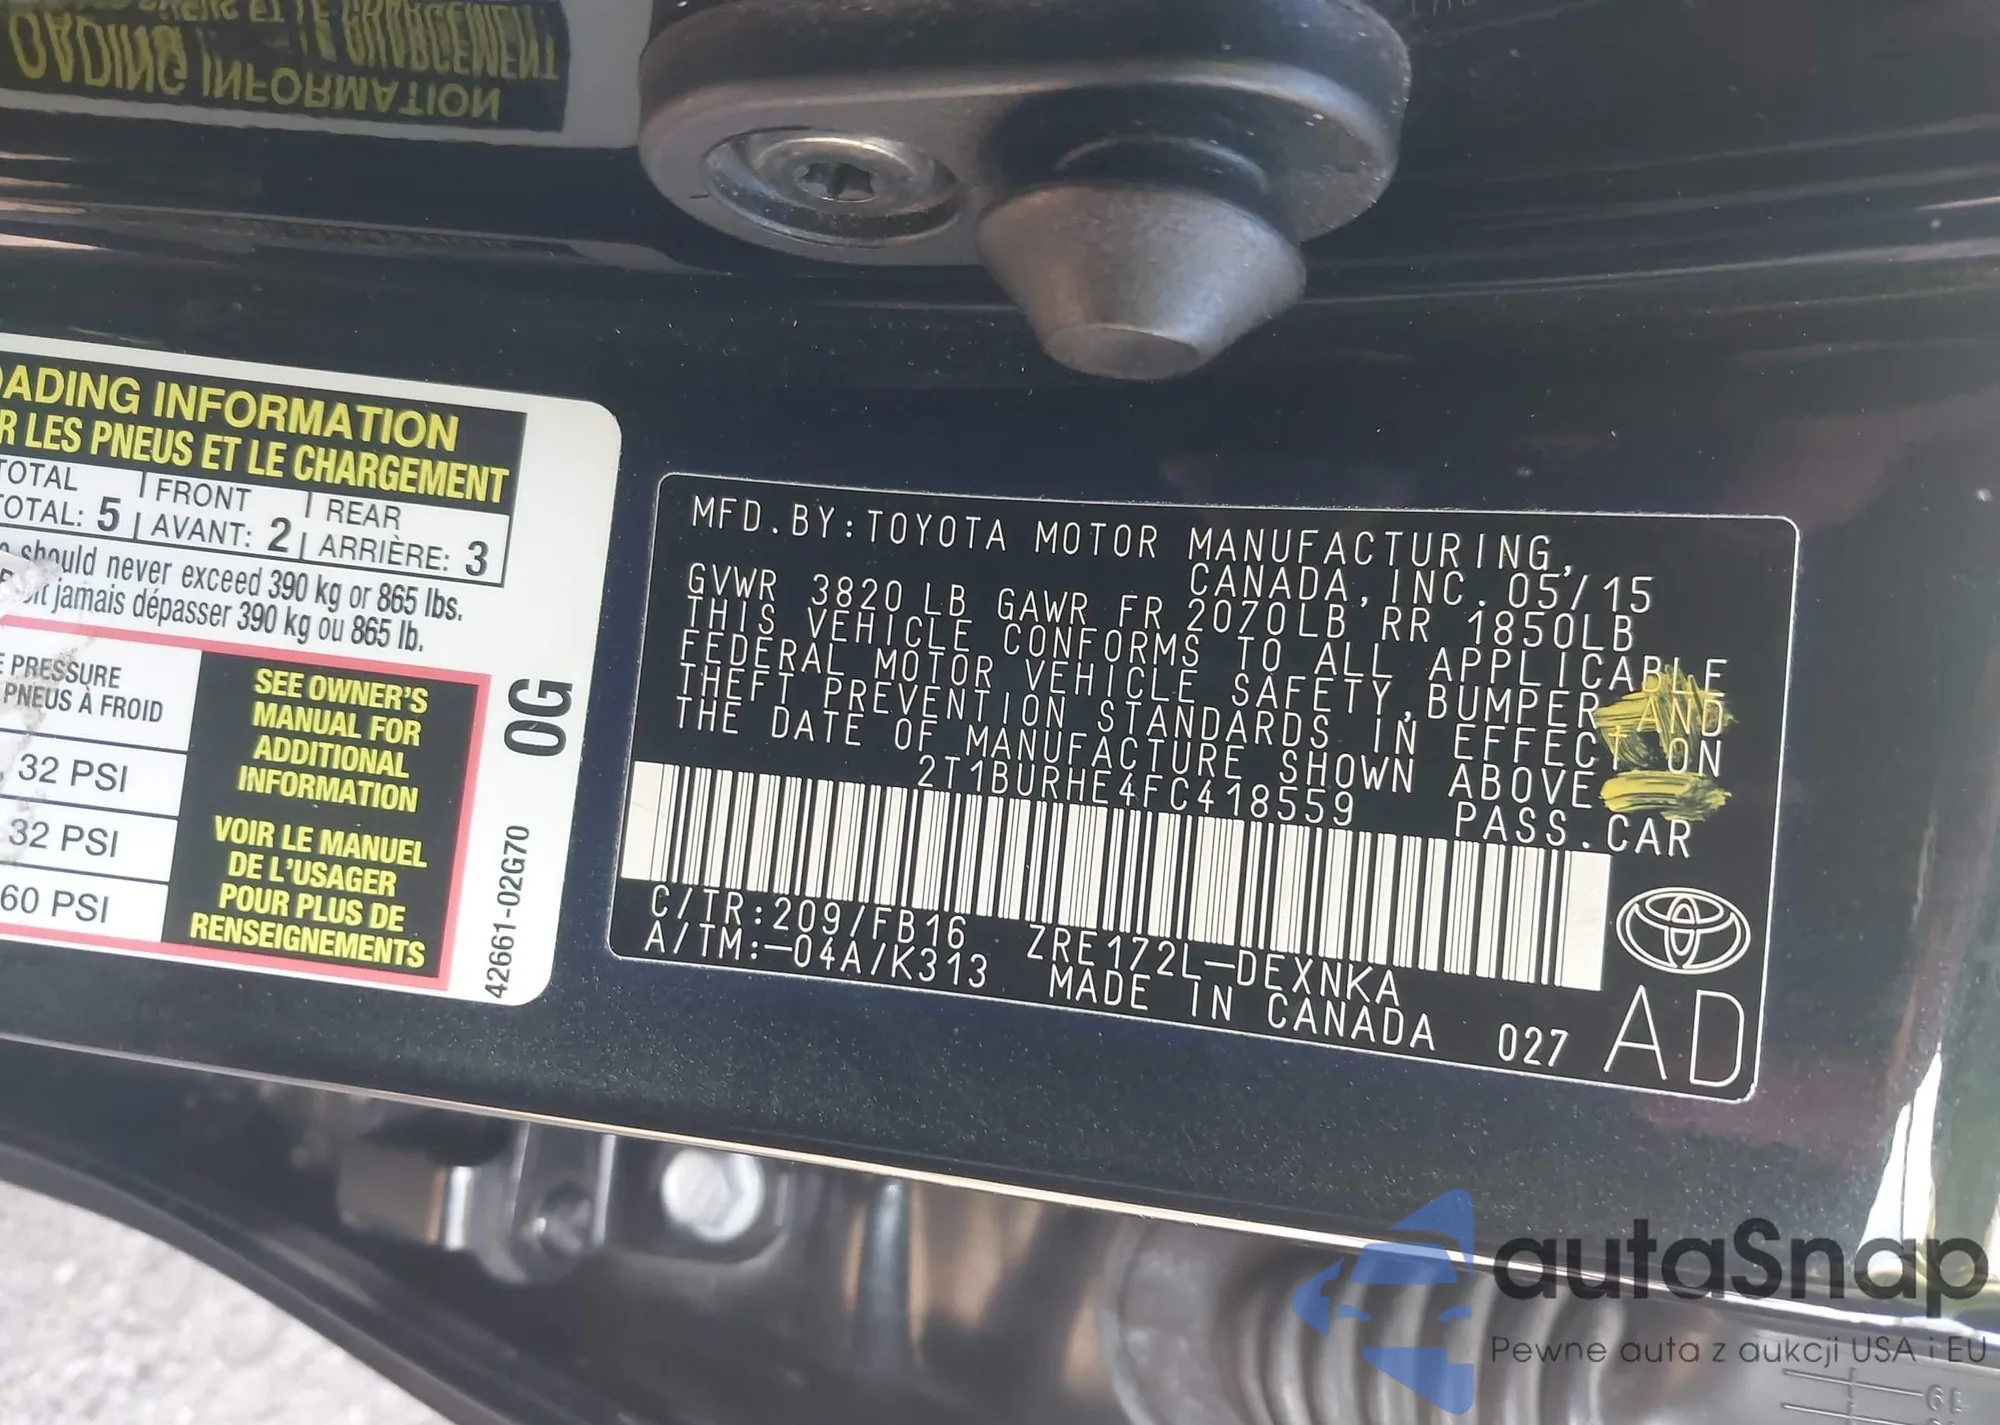 LOADING INFORMATION
ADING INFORMATION
R LES PNEUS ET LE CHARGEMENT
TOTAL | FRONT | REAR
TOTAL: 5 | AVANT: 2 | ARRIÈRE: 3
should never exceed 390 kg or 865 lbs.
jamais dépasser 390 kg ou 865 lb.
E PRESSURE
PNEUS À FROID
32 PSI
32 PSI
60 PSI
SEE OWNER'S
MANUAL FOR
ADDITIONAL
INFORMATION
VOIR LE MANUEL
DE L'USAGER
POUR PLUS DE
RENSEIGNEMENTS
0G
42661-02G70
MFD.BY:TOYOTA MOTOR MANUFACTURING,
CANADA,INC. 05/15
GVWR 3820 LB GAWR FR 2070LB RR 1850LB
THIS VEHICLE CONFORMS TO ALL APPLICABLE
FEDERAL MOTOR VEHICLE SAFETY,BUMPER,AND
THEFT PREVENTION STANDARDS IN EFFECT ON
THE DATE OF MANUFACTURE SHOWN ABOVE
2T1BURHE4FC418559 PASS.CAR
C/TR:209/FB16 ZRE172L-DEXNKA
A/TM:-04A/K313 MADE IN CANADA 027
AD
autaSnap
Pewne auta z aukcji USA i EU